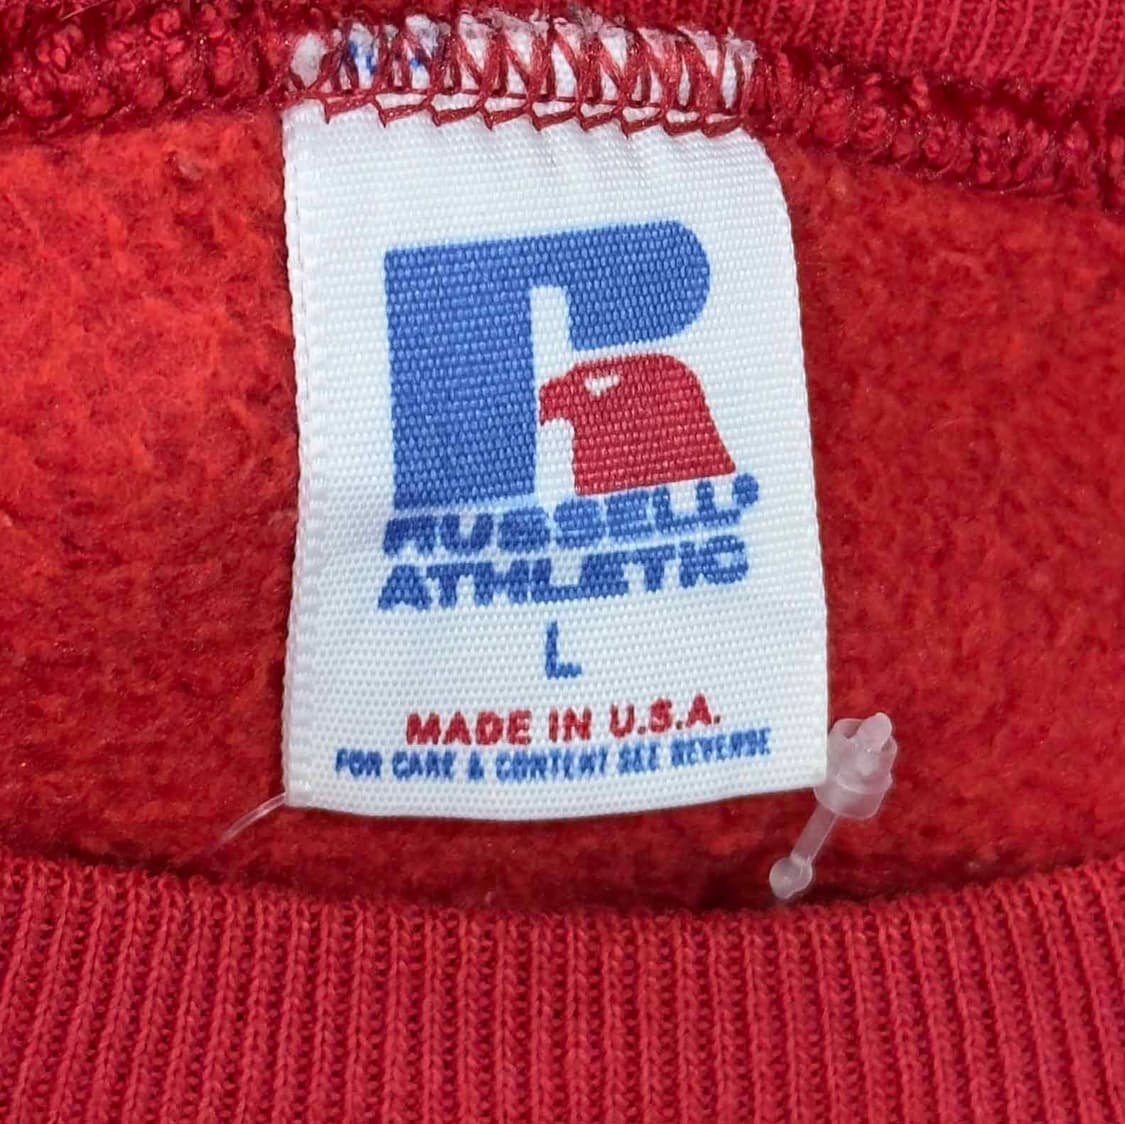 R
RUSSELL®
ATHLETIC
L
MADE IN U.S.A.
FOR CARE & CONTENT SEE REVERSE